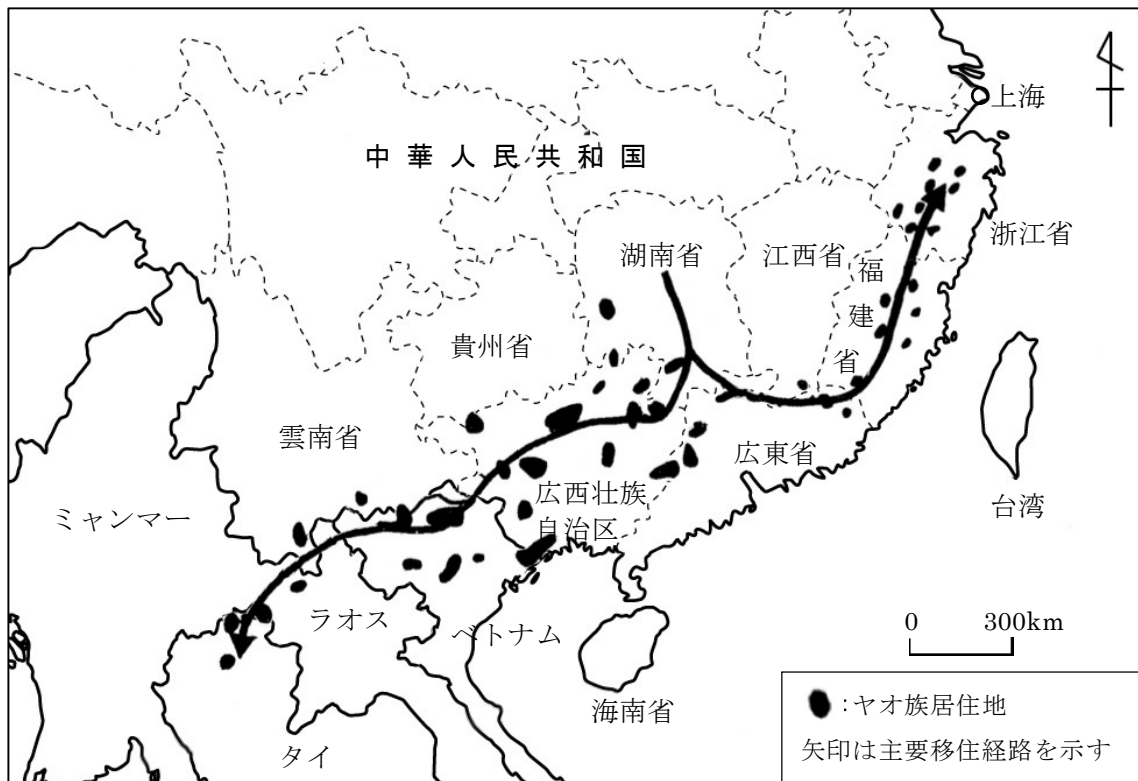 上海
中華人民共和国
浙江省
湖南省
江西省
福建省
貴州省
雲南省
広東省
広西壮族
自治区
台湾
ミャンマー
ラオス
ベトナム
0 300km
海南省
タイ
:ヤオ族居住地
矢印は主要移住経路を示す